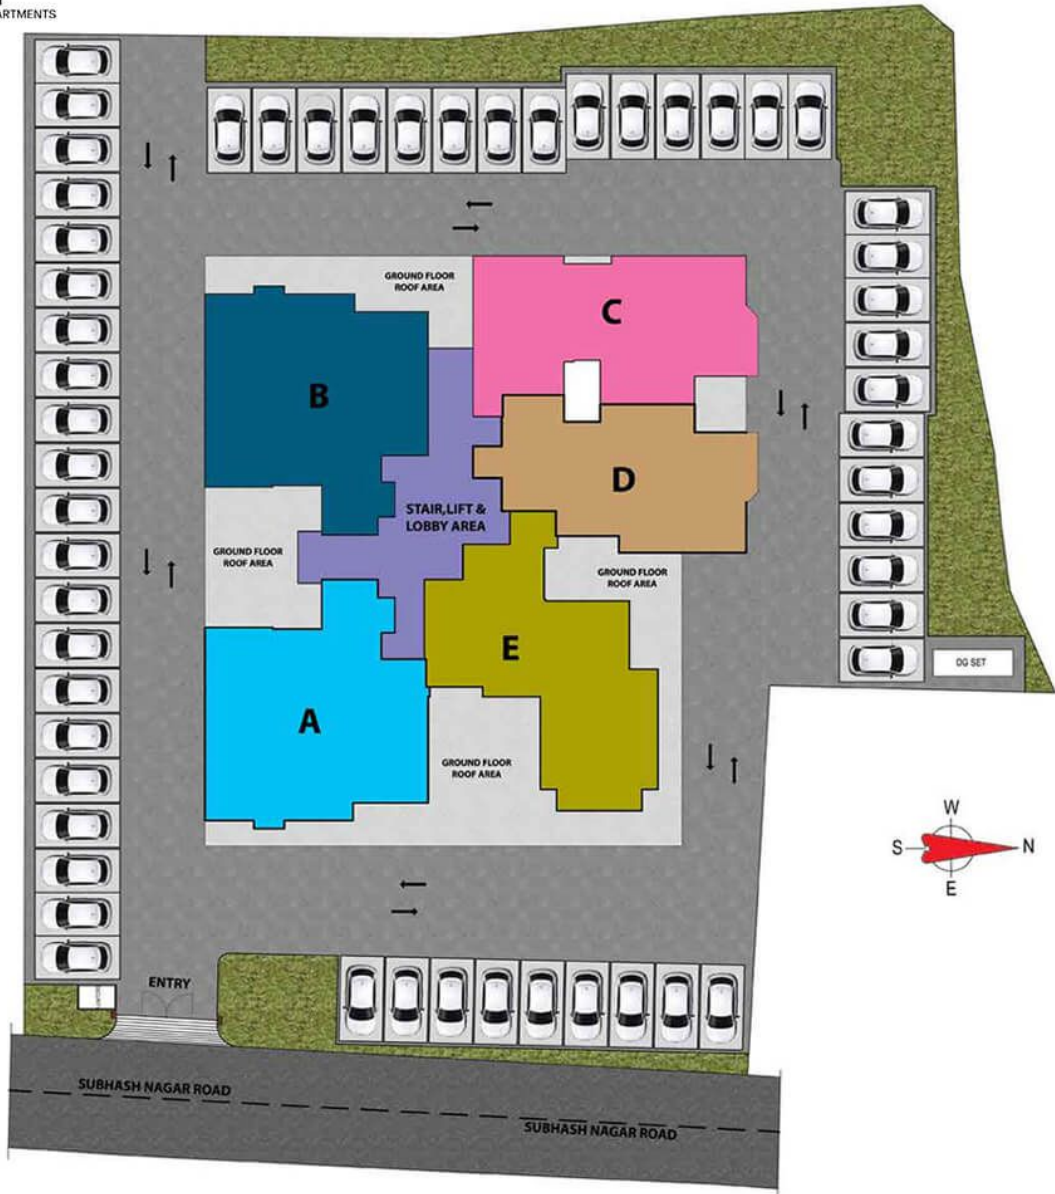 GROUND FLOOR
ROOF AREA
C
B
D
STAIR,LIFT &
LOBBY AREA
GROUND FLOOR
ROOF AREA
GROUND FLOOR
ROOF AREA
E
DG SET
A
GROUND FLOOR
ROOF AREA
W
S
N
E
ENTRY
SUBHASH NAGAR ROAD
SUBHASH NAGAR ROAD